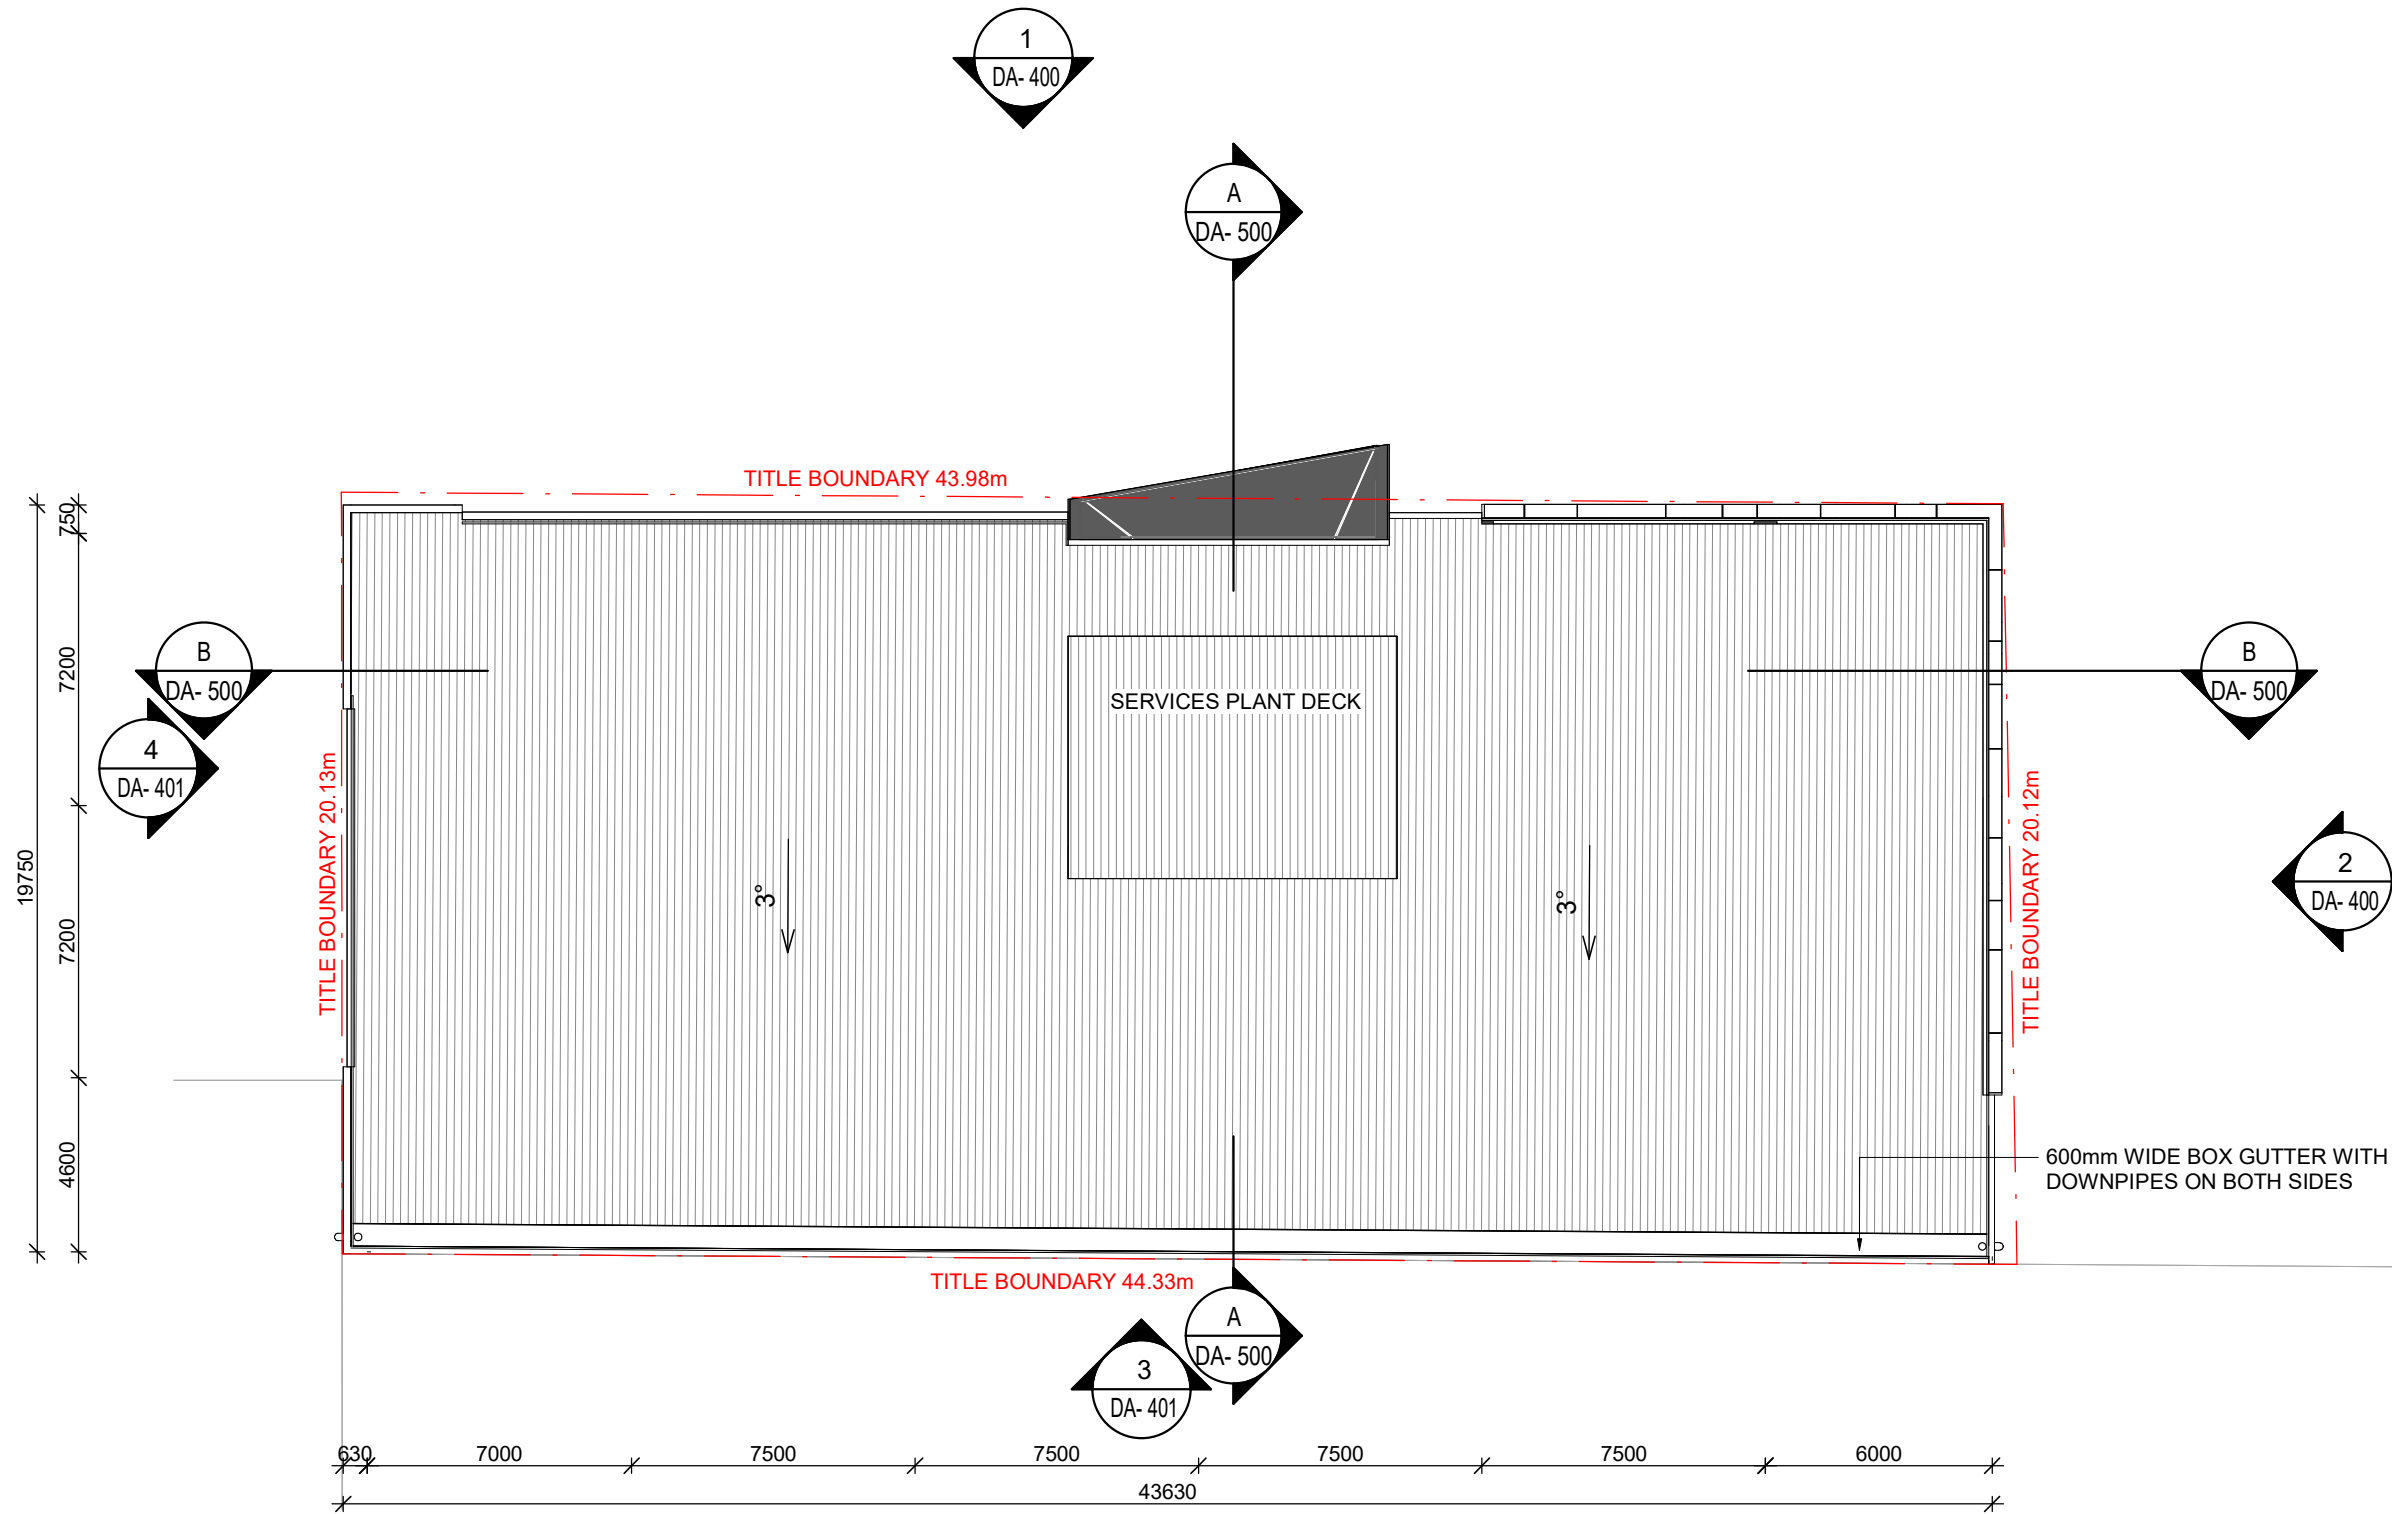 1
DA- 400
A
DA- 500
TITLE BOUNDARY 43.98m
750
7200
7200
4600
19750
B
DA- 500
4
DA- 401
TITLE BOUNDARY 20.13m
SERVICES PLANT DECK
3°
3°
B
DA- 500
TITLE BOUNDARY 20.12m
2
DA- 400
600mm WIDE BOX GUTTER WITH
DOWNPIPES ON BOTH SIDES
TITLE BOUNDARY 44.33m
A
DA- 500
3
DA- 401
630
7000
7500
7500
7500
7500
6000
43630